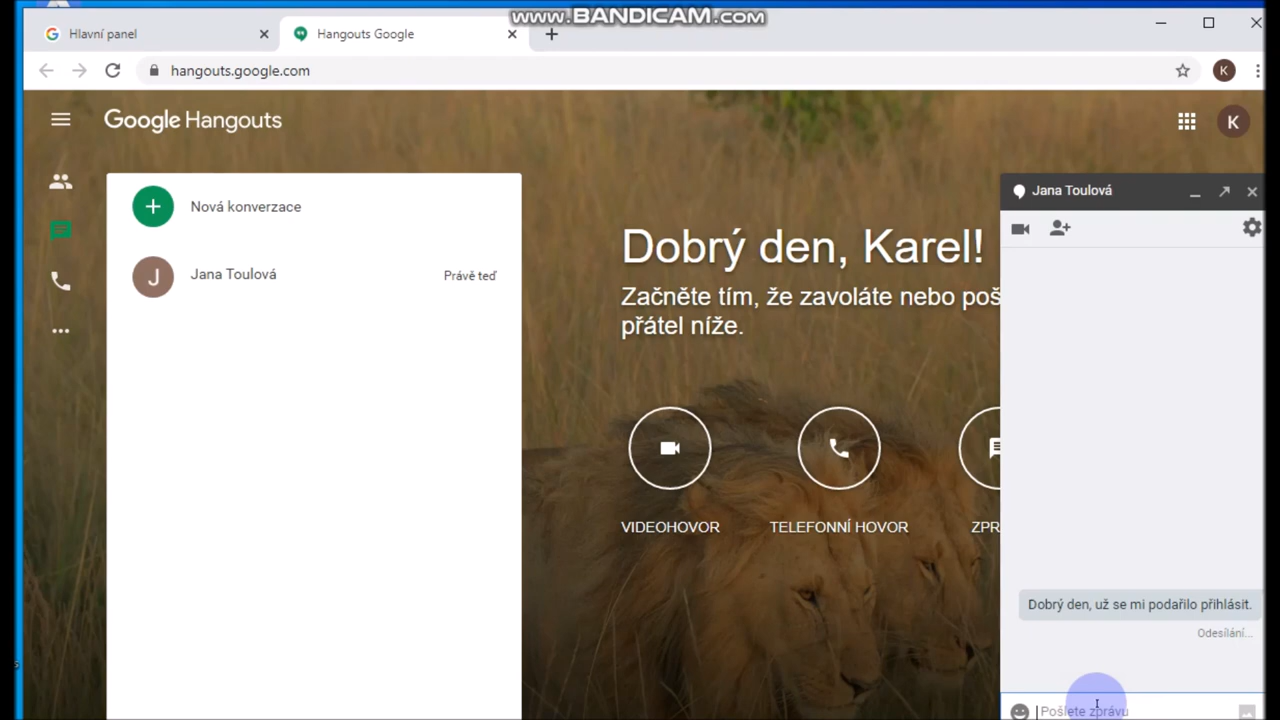 www.BANDICAM.com
Hlavní panel
Hangouts Google
hangouts.google.com
K
Google Hangouts
K
Nová konverzace
J
Jana Toulová
Právě teď
Dobrý den, Karel!
Začněte tím, že zavoláte nebo poš
přátel níže.
VIDEOHOVOR
TELEFONNÍ HOVOR
ZPR
Jana Toulová
Dobrý den, už se mi podařilo přihlásit.
Odesílání...
Pošlete zprávu